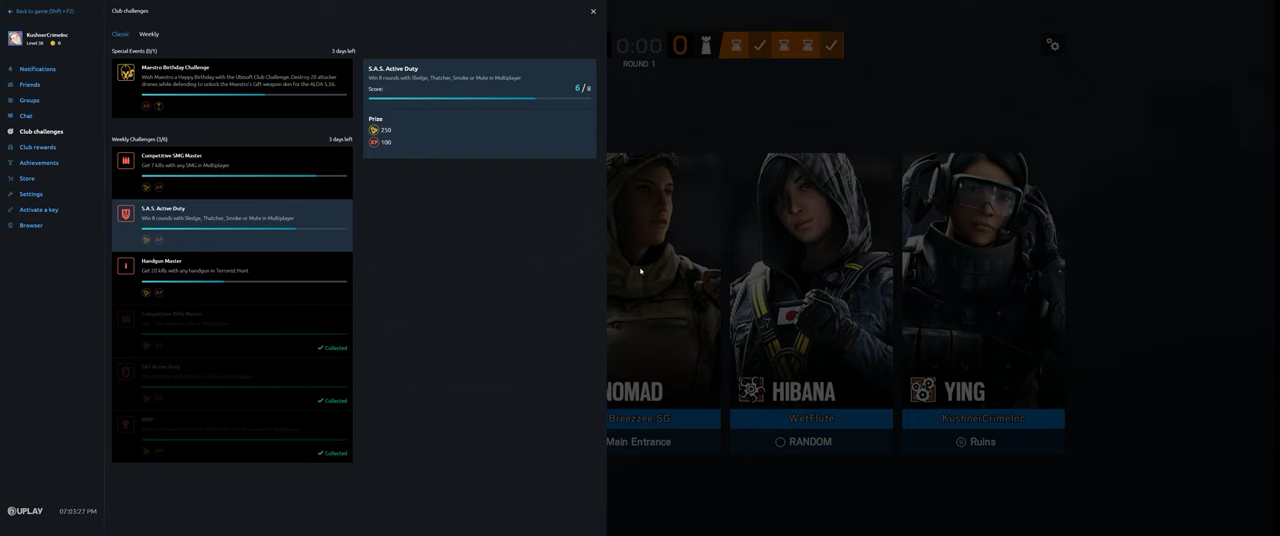 Back to game (Shift + F2)
KushnerCrimeInc
Level 38 0
Notifications
Friends
Groups
Chat
Club challenges
Club rewards
Achievements
Store
Settings
Activate a key
Browser
UPLAY
07:03:27 PM
Club challenges
Classic Weekly
Special Events (0/1) 3 days left
Maestro Birthday Challenge
Wish Maestro a Happy Birthday with the Ubisoft Club Challenge. Destroy 20 attacker
drones while defending to unlock the Maestro's Gift weapon skin for the ALDA 5.56.
XP
Weekly Challenges (3/6) 3 days left
Competitive SMG Master
Get 7 kills with any SMG in Multiplayer
XP
S.A.S. Active Duty
Win 8 rounds with Sledge, Thatcher, Smoke or Mute in Multiplayer
XP
Handgun Master
Get 20 kills with any handgun in Terrorist Hunt
XP
Collected
Collected
Collected
S.A.S. Active Duty
Win 8 rounds with Sledge, Thatcher, Smoke or Mute in Multiplayer
Score: 6 / 8
Prize
250
XP 100
0:00 0
ROUND 1
NOMAD
Breezzee.SG
Main Entrance
HIBANA
WetFlute
RANDOM
YING
KushnerCrimeInc
Ruins